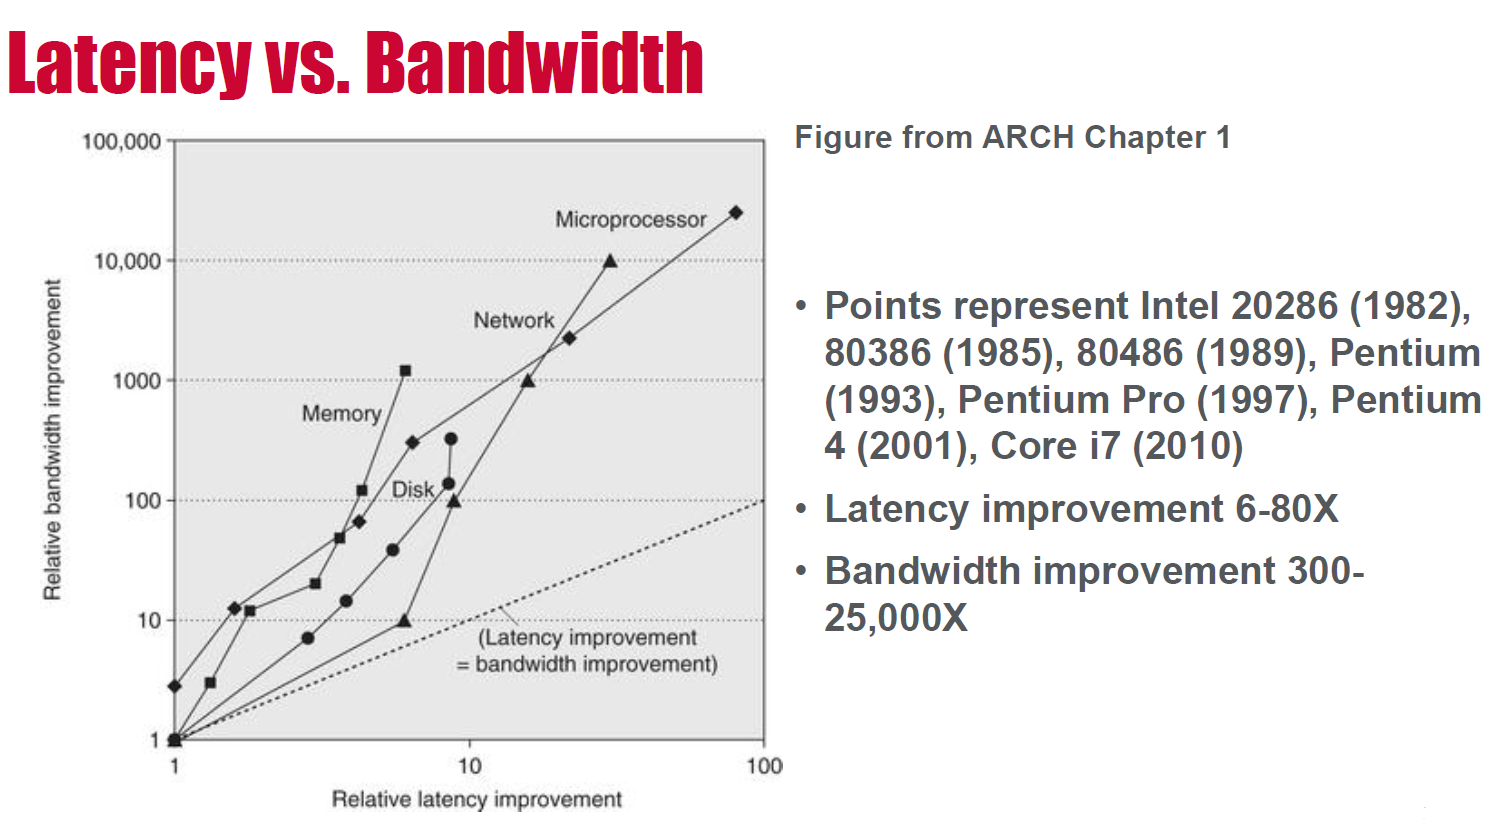 Latency vs. Bandwidth
Figure from ARCH Chapter 1
100,000
10,000
1000
100
10
1
1
10
100
Relative bandwidth improvement
Relative latency improvement
Microprocessor
Network
Memory
Disk
(Latency improvement
= bandwidth improvement)
• Points represent Intel 20286 (1982),
80386 (1985), 80486 (1989), Pentium
(1993), Pentium Pro (1997), Pentium
4 (2001), Core i7 (2010)
• Latency improvement 6-80X
• Bandwidth improvement 300-
25,000X